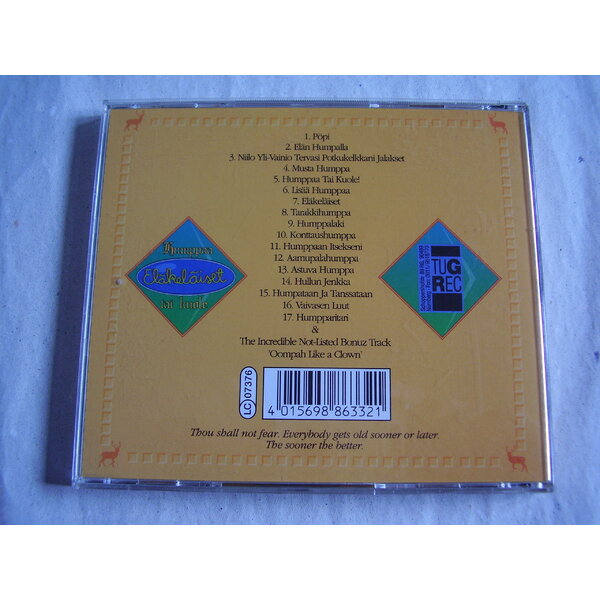 1. Pöpi
2. Elän Humpalla
3. Niilo Yli-Vainio Tervasi Potkukelkkani Jalakset
4. Musta Humppa
5. Humppaa Tai Kuole!
6. Lisää Humppaa
7. Eläkeläiset
8. Tarakkihumppa
9. Humppalaki
10. Konttaushumppa
11. Humppaan Itsekseni
12. Aamupalahumppa
13. Astuva Humppa
14. Hullun Jenkka
15. Humpataan Ja Tanssataan
16. Vaivasen Luut
17. Humpparitari
&
The Incredible Not-Listed Bonuz Track
'Oompah Like a Clown'
Humppaa
Eläkeläiset
tai kuole
TUG
REC
LC 07376
4 015698 863321
Thou shall not fear. Everybody gets old sooner or later.
The sooner the better.